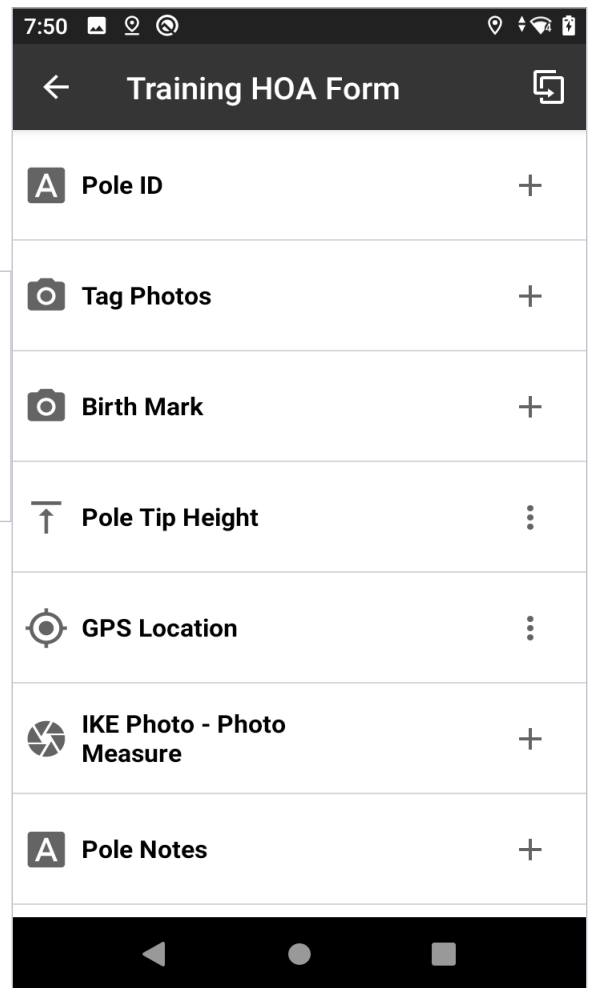 7:50
Training HOA Form
A Pole ID
Tag Photos
Birth Mark
Pole Tip Height
GPS Location
IKE Photo - Photo
Measure
A Pole Notes